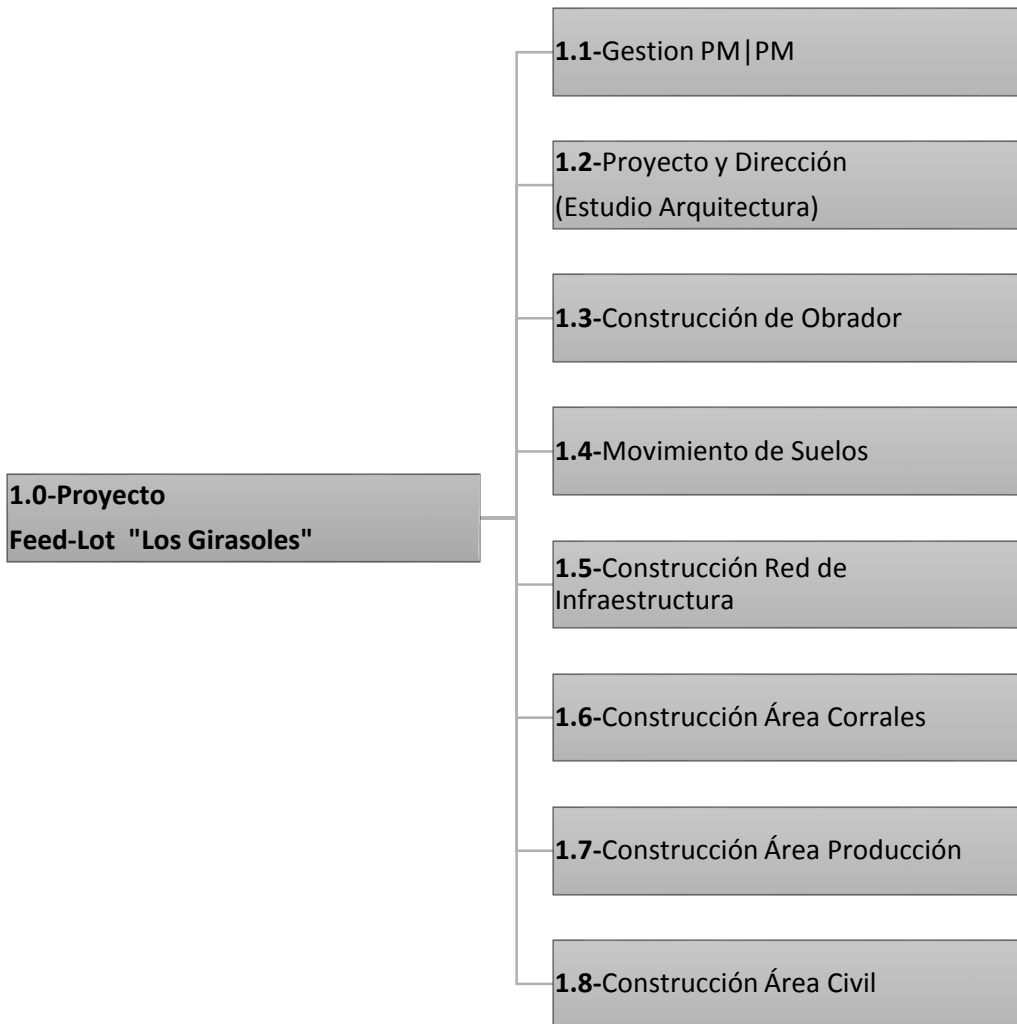 1.1-Gestion PM|PM
1.2-Proyecto y Dirección
(Estudio Arquitectura)
1.3-Construcción de Obrador
1.4-Movimiento de Suelos
1.0-Proyecto
Feed-Lot "Los Girasoles"
1.5-Construcción Red de
Infraestructura
1.6-Construcción Área Corrales
1.7-Construcción Área Producción
1.8-Construcción Área Civil